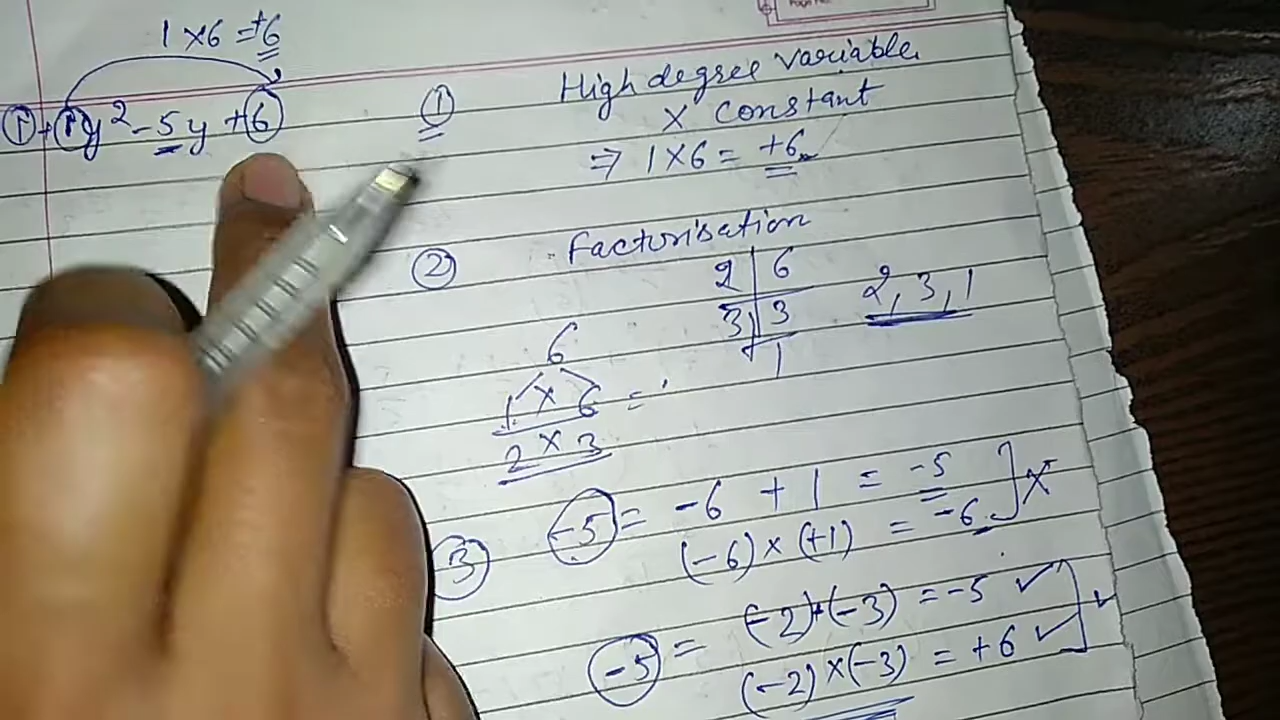 1 × 6 = +6
① + ①y² - 5y + 6
① High degree variable
× Constant
⇒ 1 × 6 = +6
② Factorisation
2 | 6
3 | 3
1
2, 3, 1
6
1 × 6 =
2 × 3
③ -5 = -6 + 1 = -5
(-6) × (+1) = -6 ] ×
-5 = (-2) + (-3) = -5 ✓
(-2) × (-3) = +6 ✓ ] ✓